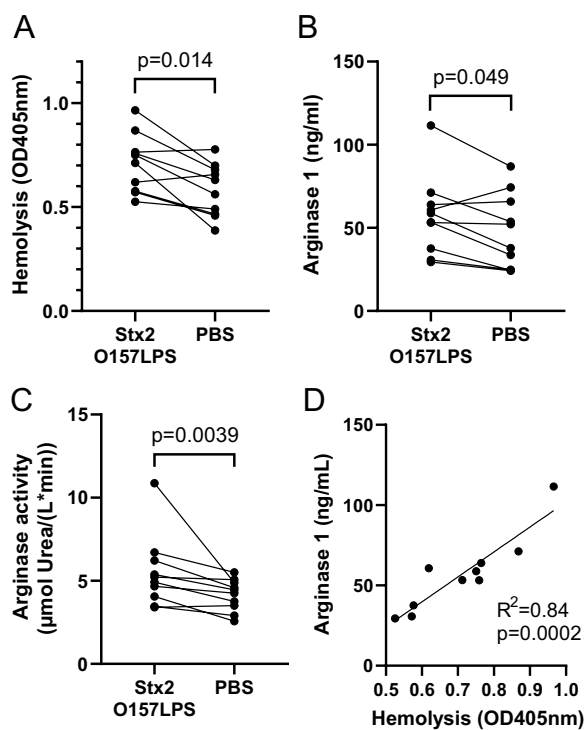 A
p=0.014
Hemolysis (OD405nm)
1.0
0.5
0.0
Stx2
O157LPS
PBS
B
p=0.049
Arginase 1 (ng/ml)
150
100
50
0
Stx2
O157LPS
PBS
C
p=0.0039
Arginase activity
(µmol Urea/(L*min))
15
10
5
0
Stx2
O157LPS
PBS
D
Arginase 1 (ng/mL)
150
100
50
0
R²=0.84
p=0.0002
0.5 0.6 0.7 0.8 0.9 1.0
Hemolysis (OD405nm)